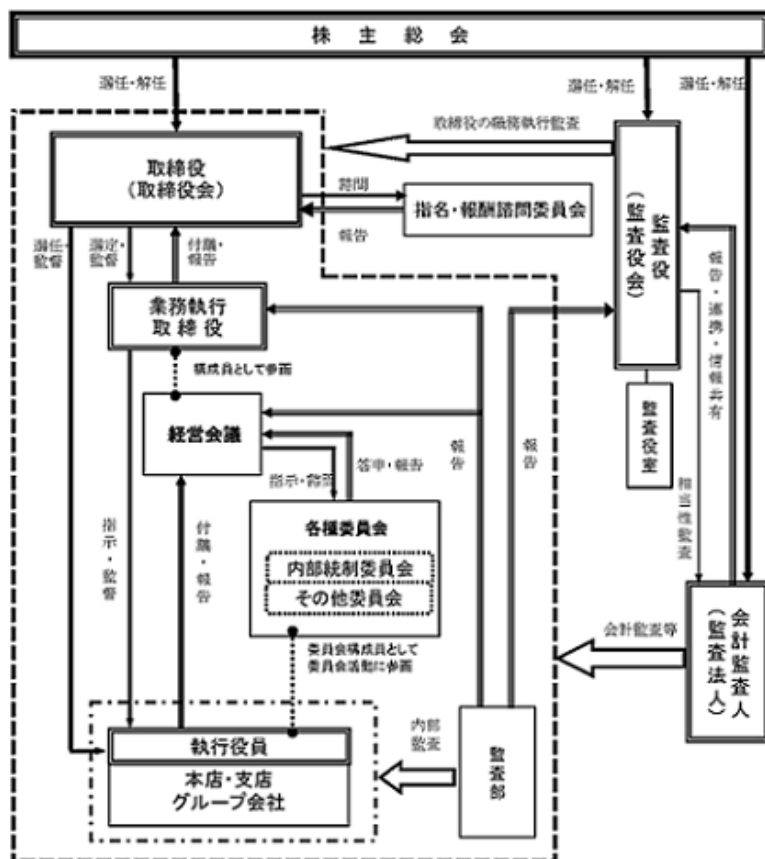 株主総会
選任・解任
選任・解任
選任・解任
取締役の職務執行監査
取締役
(取締役会)
諮問
報告
指名・報酬諮問委員会
監査役
(監査役会)
選任・
監督
選定・
監督
付議・
報告
業務執行
取締役
構成員として参画
経営会議
答申・報告
指示・諮問
報告
報告
監査役室
報告・連携・情報共有
相当性監査
各種委員会
内部統制委員会
その他委員会
指示・監督
付議・報告
委員会構成員として
委員会活動に参画
会計監査等
会計監査人
(監査法人)
執行役員
本店・支店
グループ会社
内部
監査
監査部